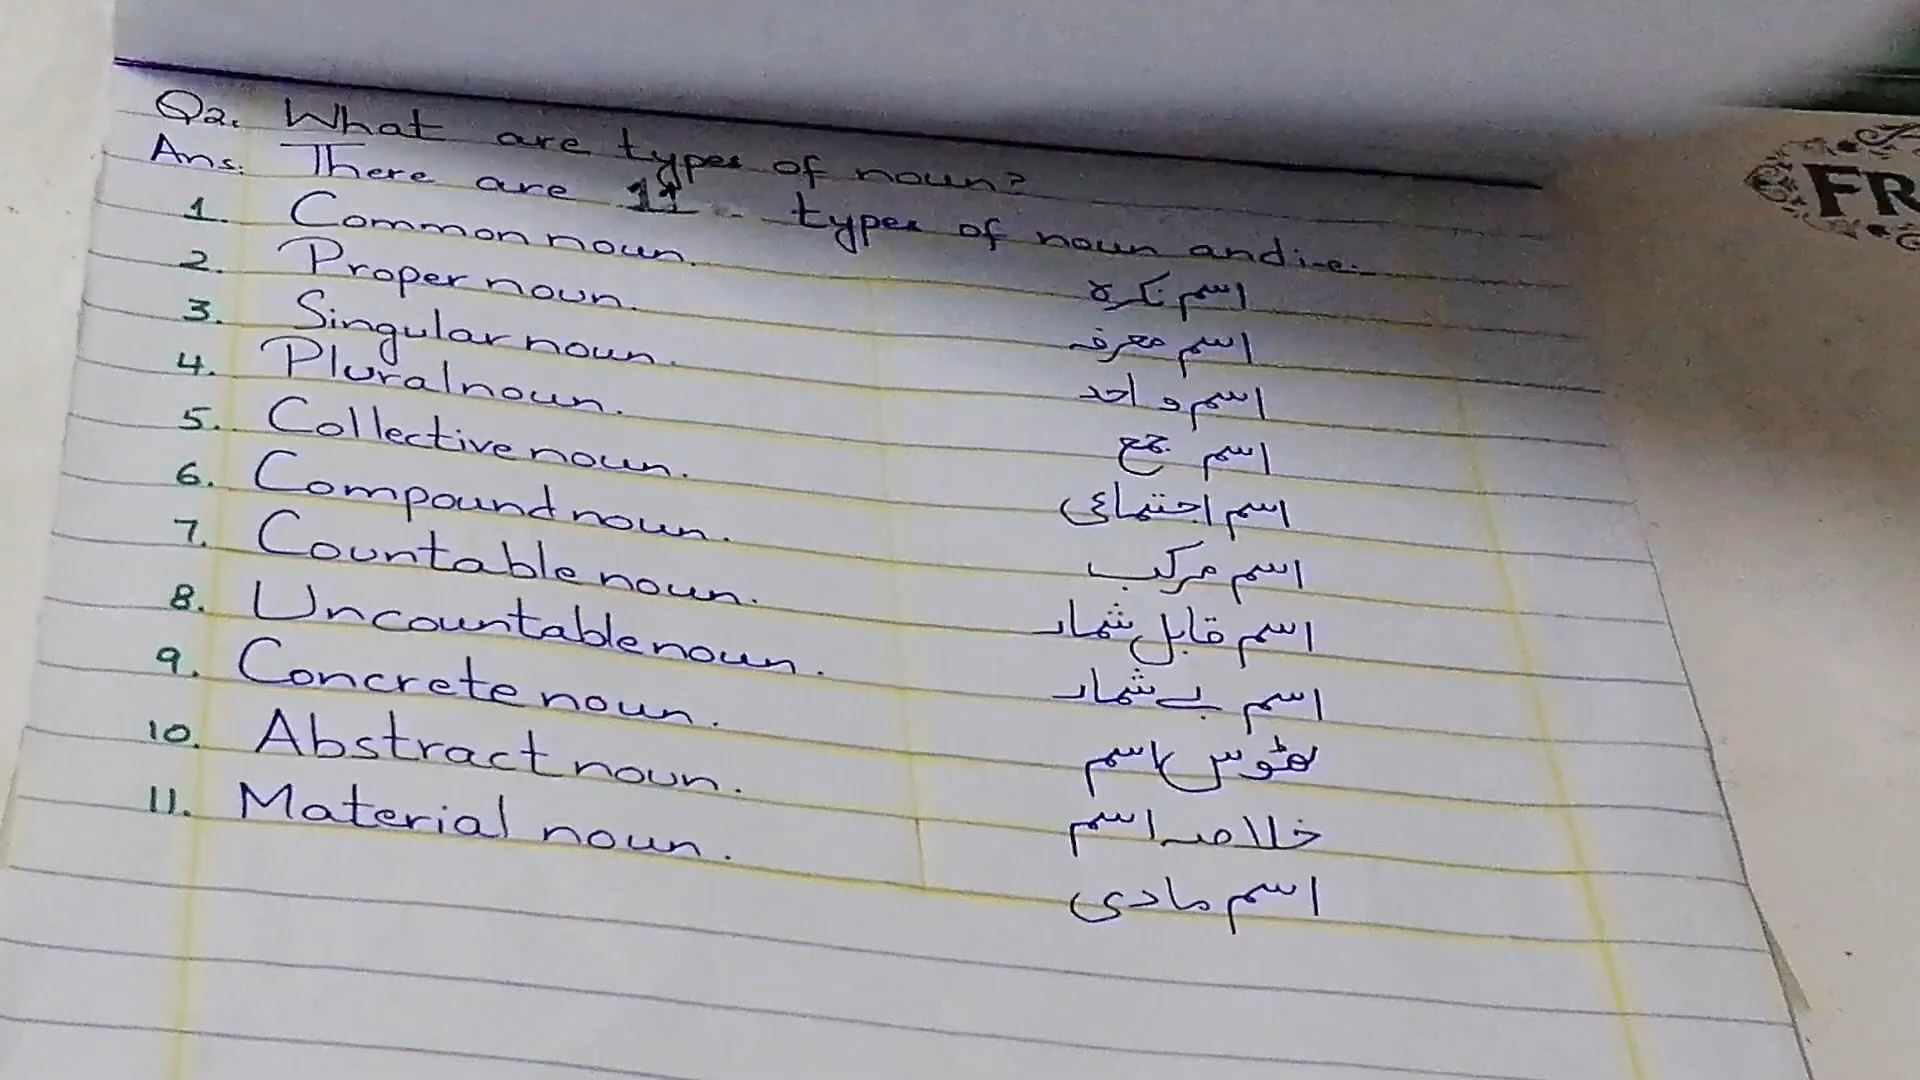 Q2. What are types of noun?
Ans. There are 11 types of noun and i-e:-
1. Common noun. اسم نکرہ
2. Proper noun. اسم معرفہ
3. Singular noun. اسم واحد
4. Plural noun. اسم جمع
5. Collective noun. اسم اجتماعی
6. Compound noun. اسم مرکب
7. Countable noun. اسم قابل شمار
8. Uncountable noun. اسم بے شمار
9. Concrete noun. ٹھوس اسم
10. Abstract noun. خلاصہ اسم
11. Material noun. اسم مادی
FR